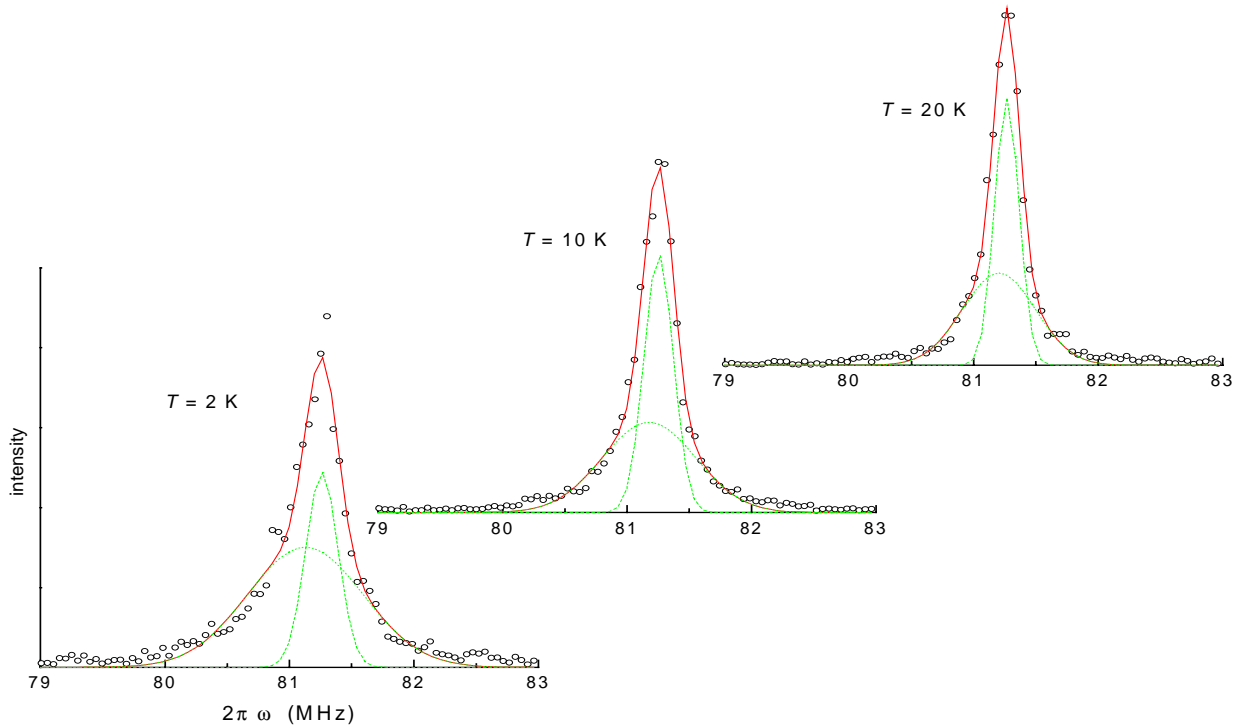 T = 20 K
79 80 81 82 83
T = 10 K
79 80 81 82 83
T = 2 K
intensity
79 80 81 82 83
2π ω (MHz)